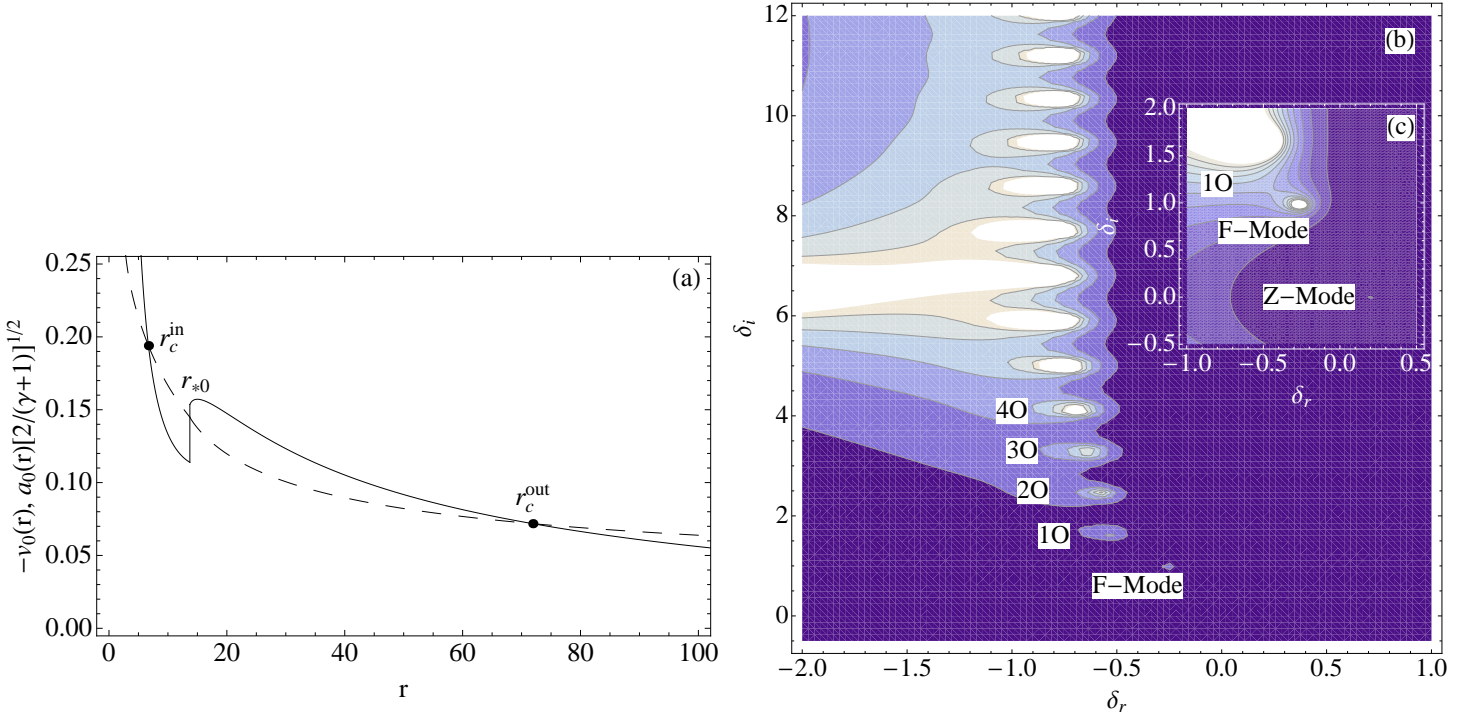 (a)
−v₀(r), a₀(r)[2/(γ+1)]^{1/2}
0.25
0.20
0.15
0.10
0.05
0.00
r_c^{in}
r_{*0}
r_c^{out}
0 20 40 60 80 100
r
(b)
δ_i
12
10
8
6
4
2
0
4O
3O
2O
1O
F−Mode
−2.0 −1.5 −1.0 −0.5 0.0 0.5 1.0
δ_r
(c)
δ_i
2.0
1.5
1.0
0.5
0.0
−0.5
1O
F−Mode
Z−Mode
−1.0 −0.5 0.0 0.5
δ_r